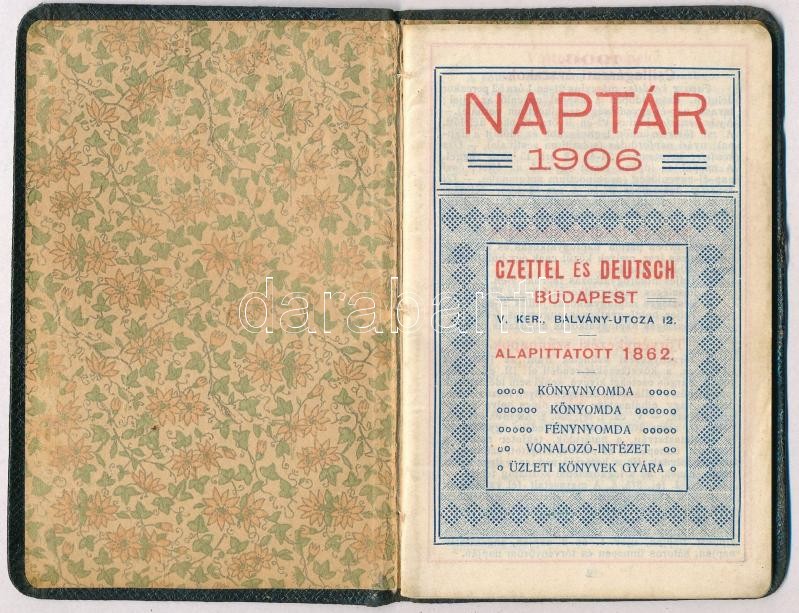 NAPTÁR
1906
CZETTEL ÉS DEUTSCH
BUDAPEST
V. KER., BÁLVÁNY-UTCZA 12.
ALAPITTATOTT 1862.
KÖNYVNYOMDA
KŐNYOMDA
FÉNYNYOMDA
VONALOZÓ-INTÉZET
ÜZLETI KÖNYVEK GYÁRA
darabanth